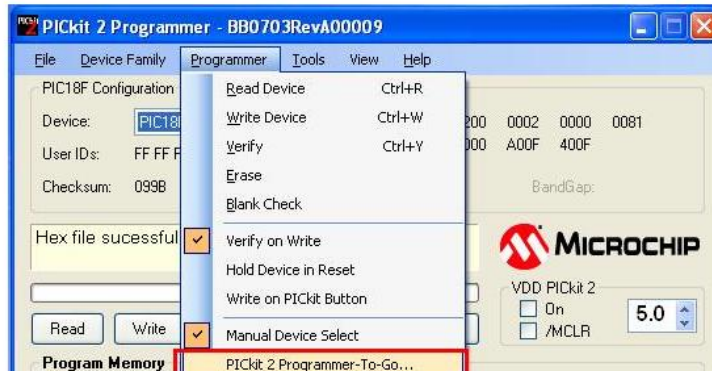 PICkit 2 Programmer - BB0703RevA00009
File Device Family Programmer Tools View Help
PIC18F Configuration
Read Device Ctrl+R
Device: PIC18
Write Device Ctrl+W
0002 0000 0081
User IDs: FF FF F
Verify Ctrl+Y
A00F 400F
Erase
Checksum: 099B
BandGap:
Blank Check
Hex file sucessful
Verify on Write
MICROCHIP
Hold Device in Reset
VDD PICkit 2
Write on PICkit Button
On
5.0
Read Write
Manual Device Select
/MCLR
Program Memory
PICkit 2 Programmer-To-Go...